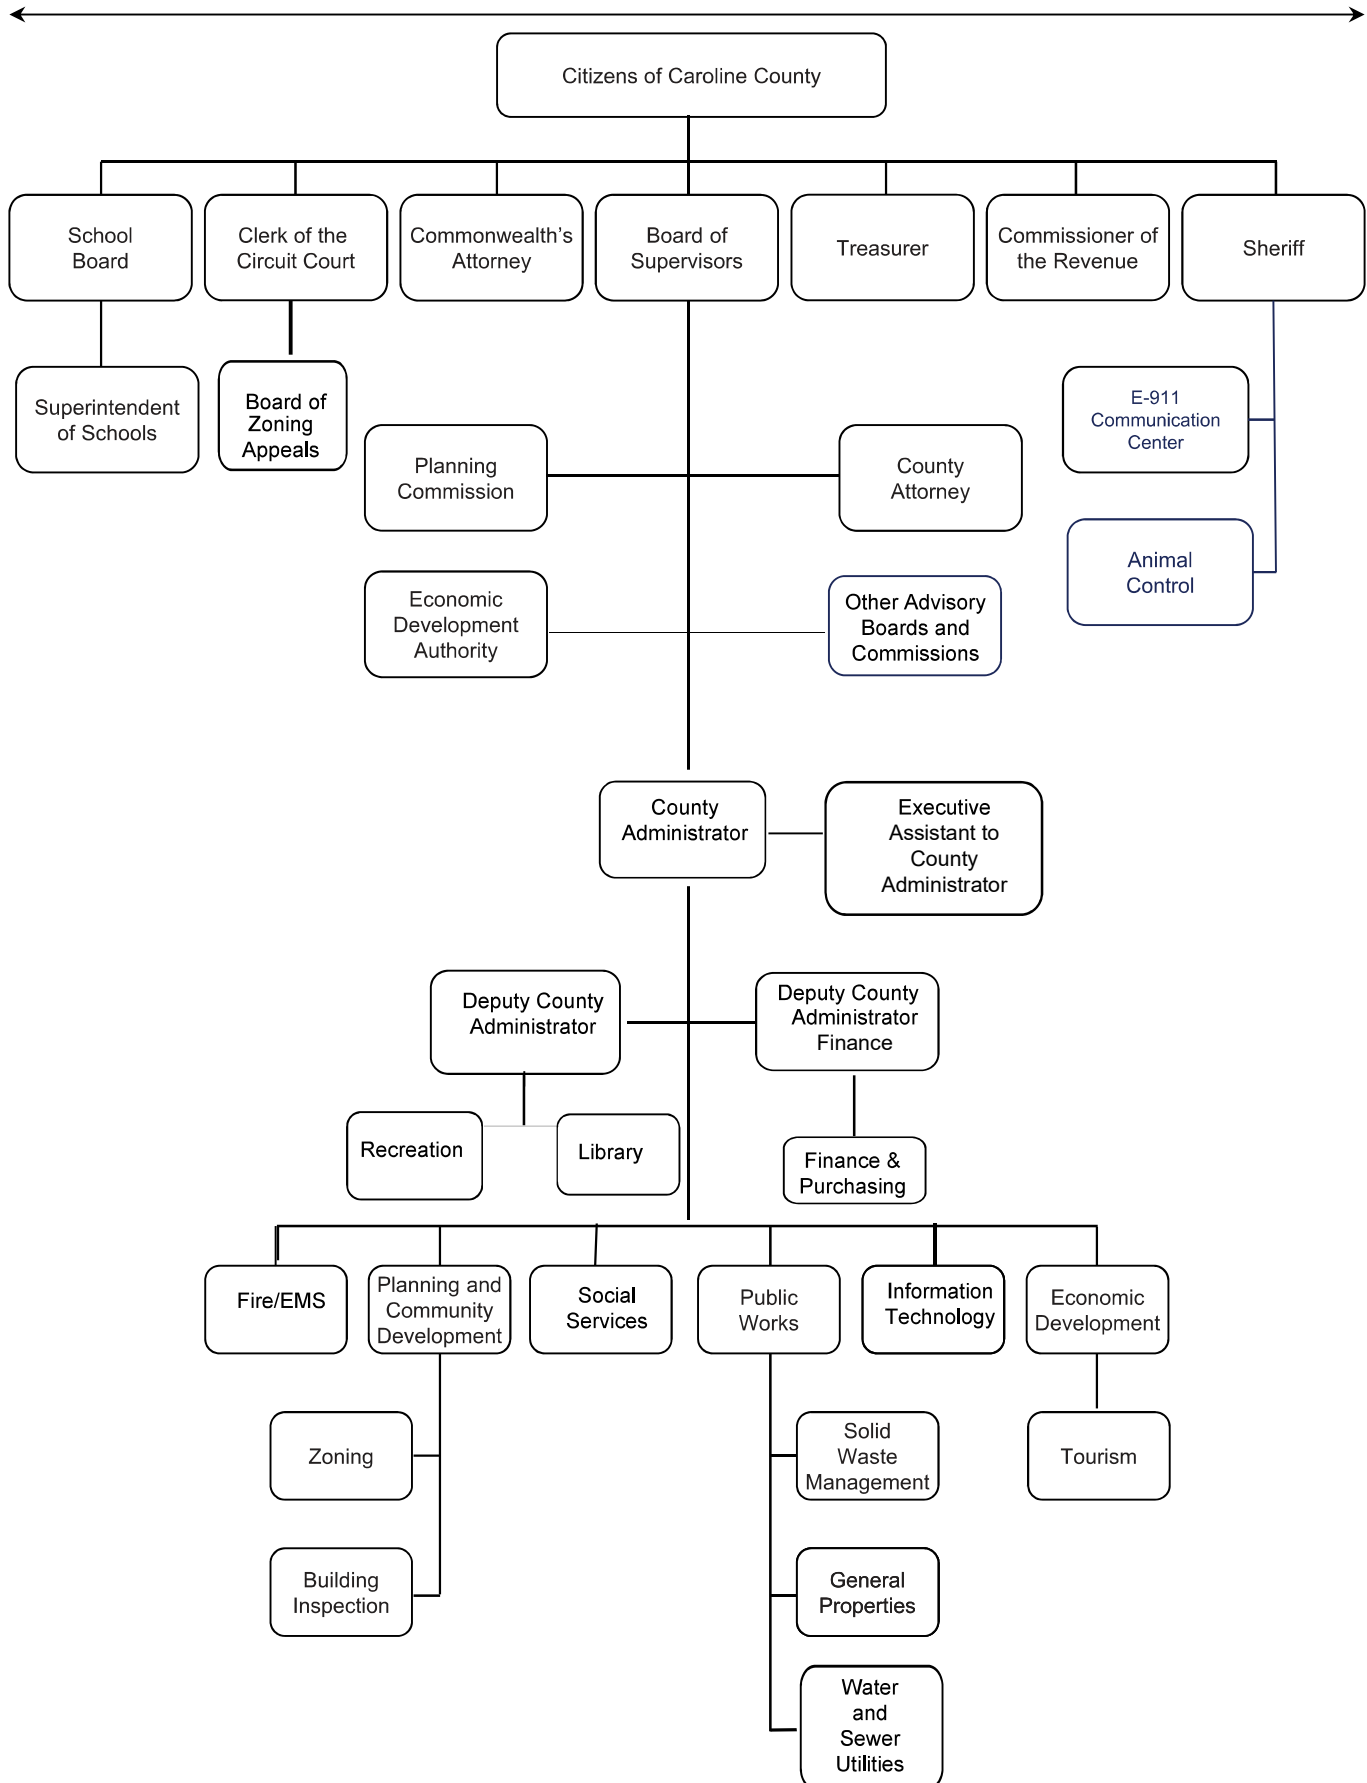 Citizens of Caroline County
School
Board
Clerk of the
Circuit Court
Commonwealth’s
Attorney
Board of
Supervisors
Treasurer
Commissioner of
the Revenue
Sheriff
Superintendent
of Schools
Board of
Zoning
Appeals
E-911
Communication
Center
Planning
Commission
County
Attorney
Animal
Control
Economic
Development
Authority
Other Advisory
Boards and
Commissions
County
Administrator
Executive
Assistant to
County
Administrator
Deputy County
Administrator
Deputy County
Administrator
Finance
Recreation
Library
Finance &
Purchasing
Fire/EMS
Planning and
Community
Development
Social
Services
Public
Works
Information
Technology
Economic
Development
Zoning
Solid
Waste
Management
Tourism
Building
Inspection
General
Properties
Water
and
Sewer
Utilities